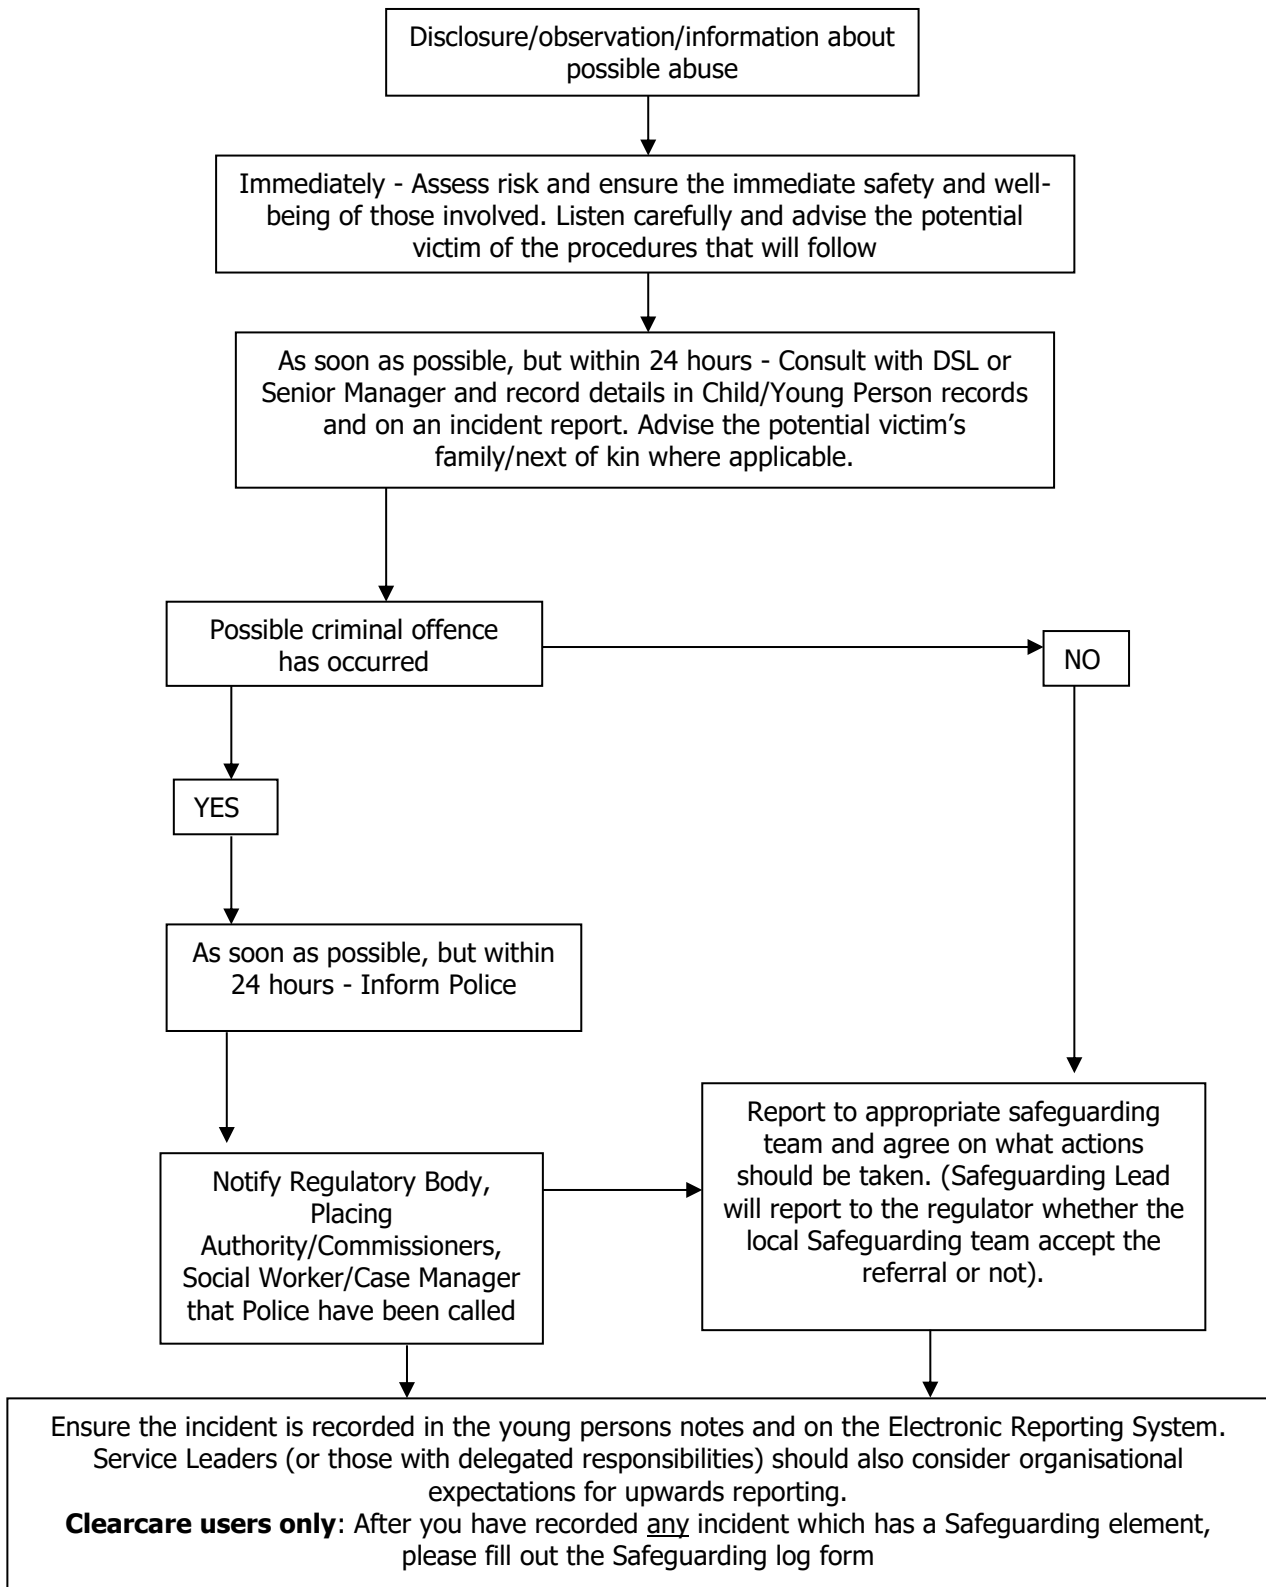 Disclosure/observation/information about
possible abuse
Immediately - Assess risk and ensure the immediate safety and well-
being of those involved. Listen carefully and advise the potential
victim of the procedures that will follow
As soon as possible, but within 24 hours - Consult with DSL or
Senior Manager and record details in Child/Young Person records
and on an incident report. Advise the potential victim’s
family/next of kin where applicable.
Possible criminal offence
has occurred
NO
YES
As soon as possible, but within
24 hours - Inform Police
Notify Regulatory Body,
Placing
Authority/Commissioners,
Social Worker/Case Manager
that Police have been called
Report to appropriate safeguarding
team and agree on what actions
should be taken. (Safeguarding Lead
will report to the regulator whether the
local Safeguarding team accept the
referral or not).
Ensure the incident is recorded in the young persons notes and on the Electronic Reporting System.
Service Leaders (or those with delegated responsibilities) should also consider organisational
expectations for upwards reporting.
Clearcare users only: After you have recorded any incident which has a Safeguarding element,
please fill out the Safeguarding log form